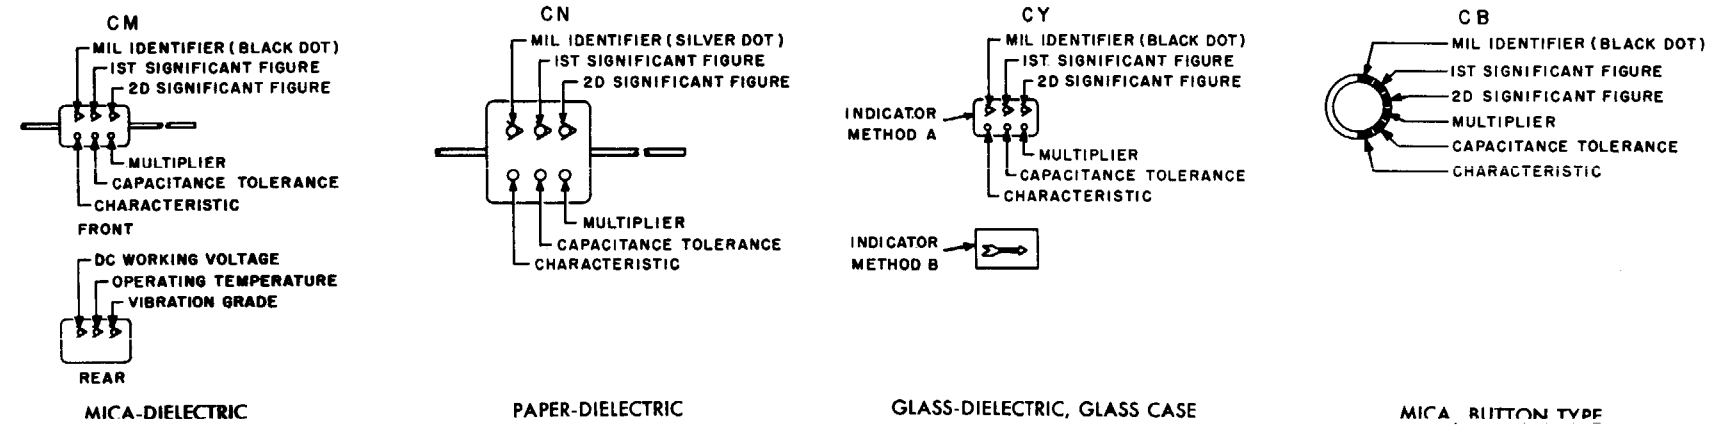 CM
MIL IDENTIFIER (BLACK DOT)
IST SIGNIFICANT FIGURE
2D SIGNIFICANT FIGURE
MULTIPLIER
CAPACITANCE TOLERANCE
CHARACTERISTIC
FRONT
DC WORKING VOLTAGE
OPERATING TEMPERATURE
VIBRATION GRADE
REAR
MICA-DIELECTRIC
CN
MIL IDENTIFIER (SILVER DOT)
IST SIGNIFICANT FIGURE
2D SIGNIFICANT FIGURE
MULTIPLIER
CAPACITANCE TOLERANCE
CHARACTERISTIC
PAPER-DIELECTRIC
CY
MIL IDENTIFIER (BLACK DOT)
IST SIGNIFICANT FIGURE
2D SIGNIFICANT FIGURE
INDICATOR
METHOD A
MULTIPLIER
CAPACITANCE TOLERANCE
CHARACTERISTIC
INDICATOR
METHOD B
GLASS-DIELECTRIC, GLASS CASE
CB
MIL IDENTIFIER (BLACK DOT)
IST SIGNIFICANT FIGURE
2D SIGNIFICANT FIGURE
MULTIPLIER
CAPACITANCE TOLERANCE
CHARACTERISTIC
MICA, BUTTON TYPE